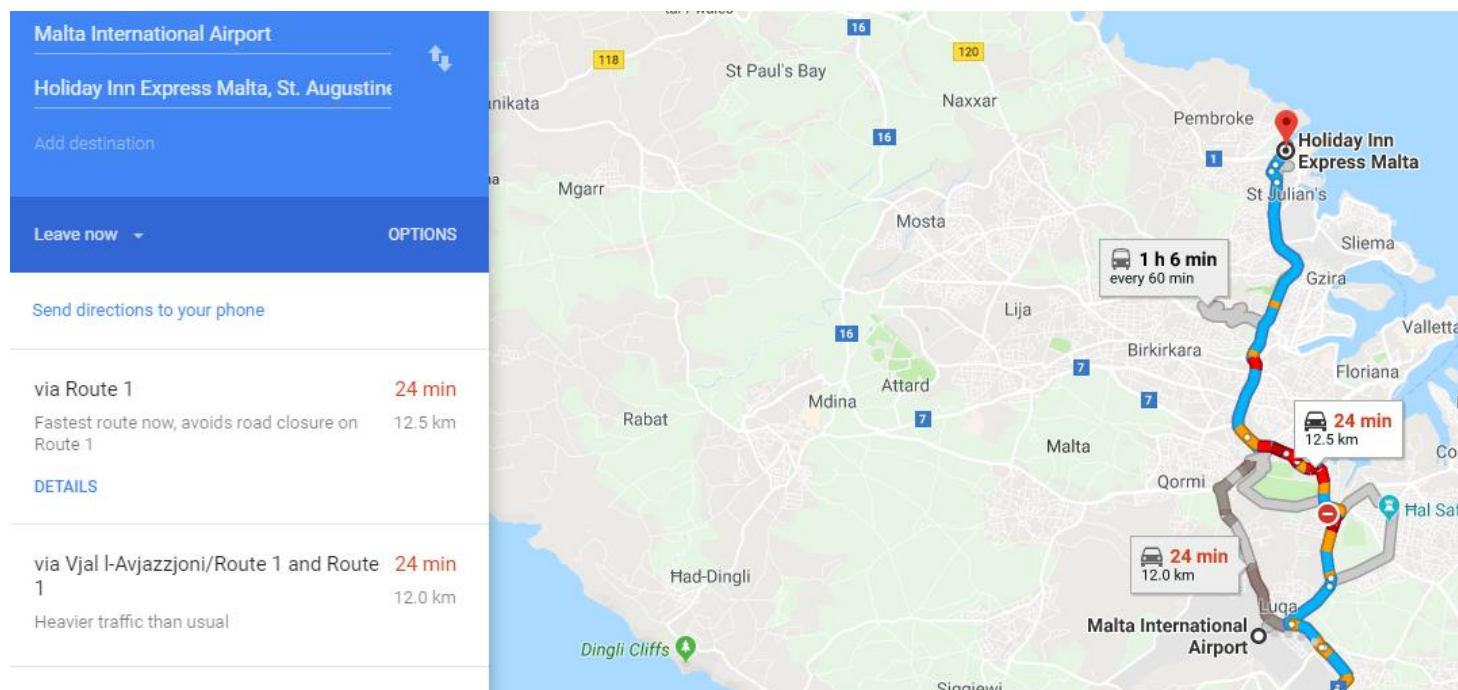 Malta International Airport
Holiday Inn Express Malta, St. Augustine
Add destination
Leave now
OPTIONS
Send directions to your phone
via Route 1
24 min
Fastest route now, avoids road closure on
Route 1
12.5 km
DETAILS
via Vjal l-Avjazzjoni/Route 1 and Route
1
24 min
12.0 km
Heavier traffic than usual
16
118
120
St Paul's Bay
Naxxar
nikata
Pembroke
16
Holiday Inn
Express Malta
1
Mgarr
St Julian's
Mosta
Sliema
1 h 6 min
every 60 min
Gzira
Lija
Valletta
16
Birkirkara
7
Floriana
Attard
Mdina
7
Rabat
7
24 min
12.5 km
Malta
Co
Qormi
Ħal Saf
24 min
12.0 km
Ħad-Dingli
Luqa
Malta International
Airport
Dingli Cliffs
Siggiewi